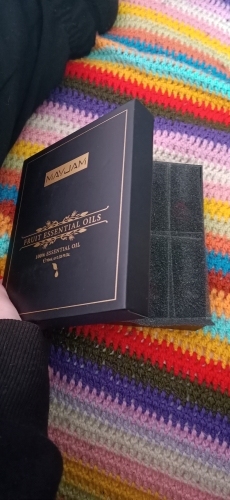 MAYJAM
FRUIT ESSENTIAL OILS
100% ESSENTIAL OIL